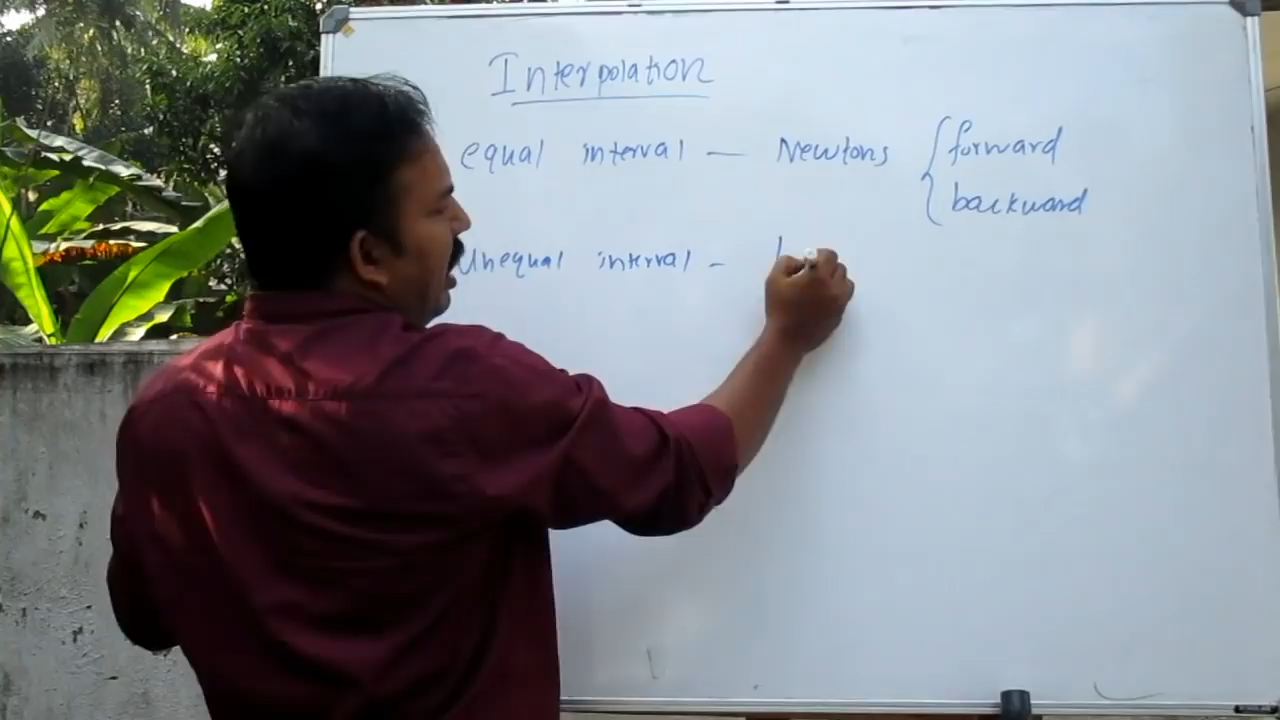 Interpolation
equal interval — Newtons { forward
backward
Unequal interval -